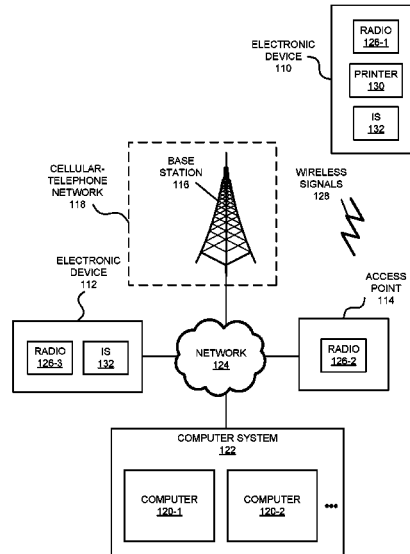 ELECTRONIC
DEVICE
110
RADIO
126-1
PRINTER
130
IS
132
BASE
STATION
116
CELLULAR-
TELEPHONE
NETWORK
118
WIRELESS
SIGNALS
128
ELECTRONIC
DEVICE
112
ACCESS
POINT
114
RADIO
126-3
IS
132
NETWORK
124
RADIO
126-2
COMPUTER SYSTEM
122
COMPUTER
120-1
COMPUTER
120-2
•••